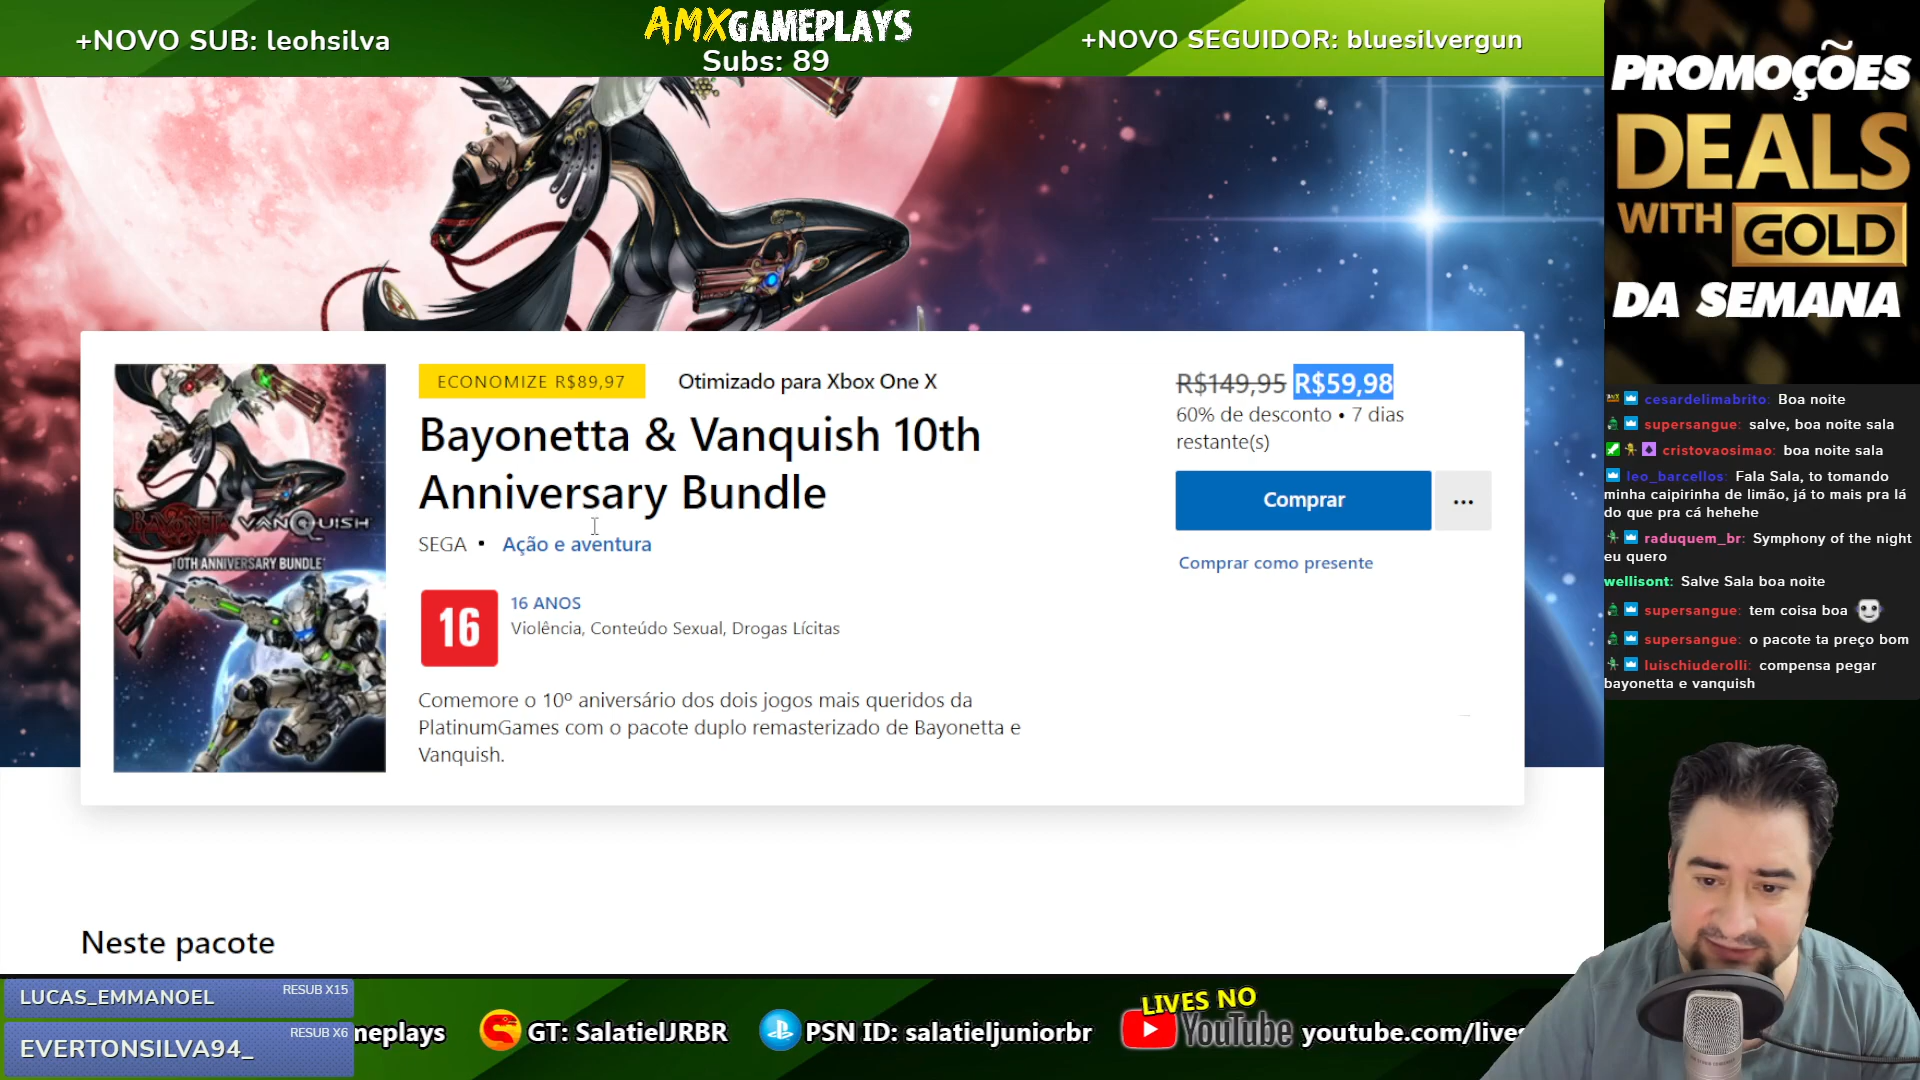 +NOVO SUB: leohsilva
AMXGAMEPLAYS
Subs: 89
+NOVO SEGUIDOR: bluesilvergun
PROMOÇÕES
DEALS
WITH GOLD
DA SEMANA
ECONOMIZE R$89,97
Otimizado para Xbox One X
Bayonetta & Vanquish 10th
Anniversary Bundle
SEGA • Ação e aventura
16
16 ANOS
Violência, Conteúdo Sexual, Drogas Lícitas
Comemore o 10º aniversário dos dois jogos mais queridos da
PlatinumGames com o pacote duplo remasterizado de Bayonetta e
Vanquish.
BAYONETTA VANQUISH
10TH ANNIVERSARY BUNDLE
R$149,95 R$59,98
60% de desconto • 7 dias
restante(s)
Comprar
...
Comprar como presente
Neste pacote
cesardelimabrito: Boa noite
supersangue: salve, boa noite sala
cristovaosimao: boa noite sala
leo_barcellos: Fala Sala, to tomando
minha caipirinha de limão, já to mais pra lá
do que pra cá hehehe
raduquem_br: Symphony of the night
eu quero
wellisont: Salve Sala boa noite
supersangue: tem coisa boa
supersangue: o pacote ta preço bom
luischiuderolli: compensa pegar
bayonetta e vanquish
LUCAS_EMMANOEL
RESUB X15
EVERTONSILVA94_
RESUB X6
meplays
GT: SalatielJRBR
PSN ID: salatieljuniorbr
LIVES NO
YouTube
youtube.com/lives